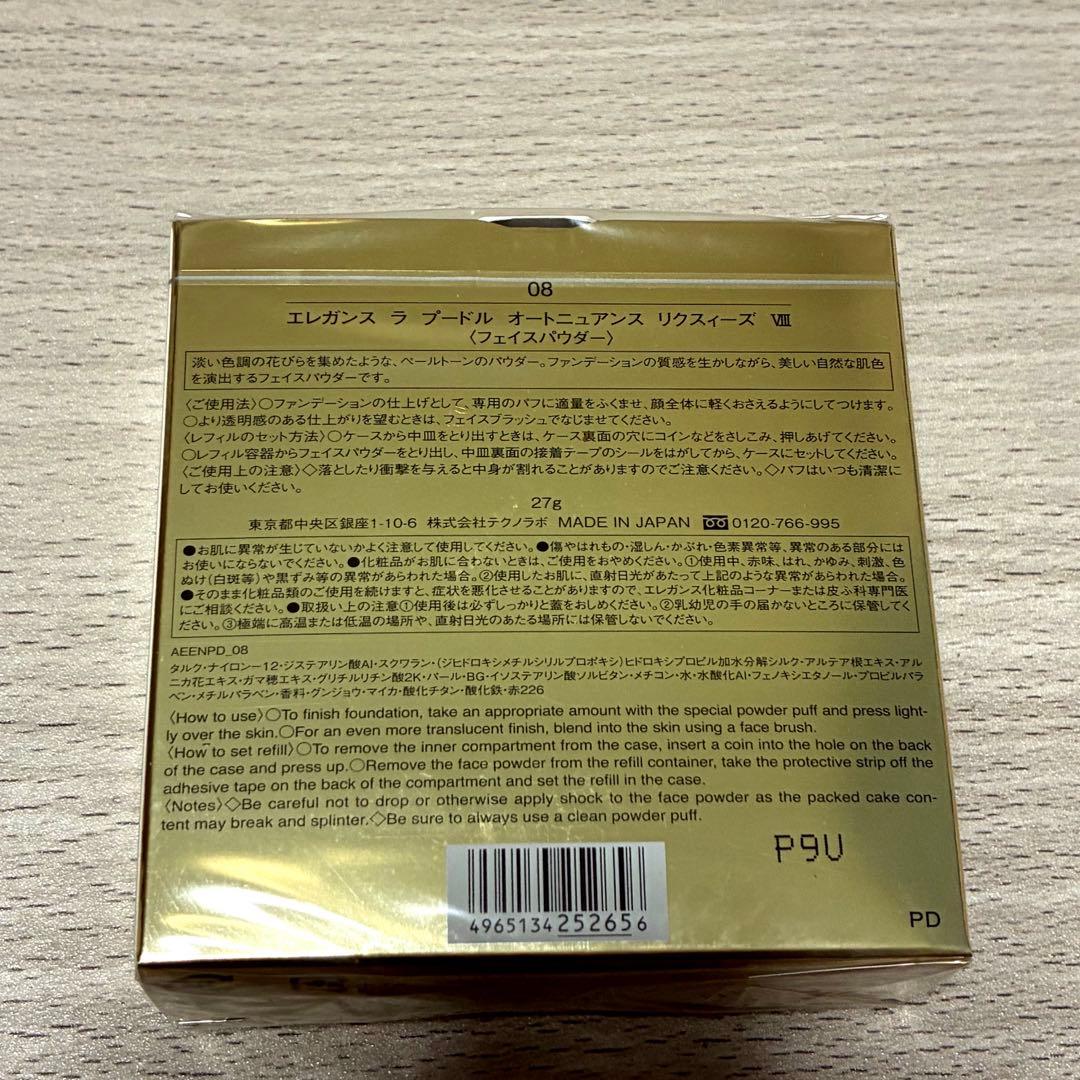 08
エレガンス ラ プードル オートニュアンス リクスィーズ Ⅷ
〈フェイスパウダー〉
淡い色調の花びらを集めたような、ペールトーンのパウダー。ファンデーションの質感を生かしながら、美しい自然な肌色
を演出するフェイスパウダーです。
〈ご使用法〉○ファンデーションの仕上げとして、専用のパフに適量をふくませ、顔全体に軽くおさえるようにしてつけます。
○より透明感のある仕上がりを望むときは、フェイスブラッシュでなじませてください。
〈レフィルのセット方法〉○ケースから中皿をとり出すときは、ケース裏面の穴にコインなどをさしこみ、押しあげてください。
○レフィル容器からフェイスパウダーをとり出し、中皿裏面の接着テープのシールをはがしてから、ケースにセットしてください。
〈ご使用上の注意〉◇落としたり衝撃を与えると中身が割れることがありますのでご注意ください。◇パフはいつも清潔に
してお使いください。
27g
東京都中央区銀座1-10-6 株式会社テクノラボ MADE IN JAPAN 0120-766-995
●お肌に異常が生じていないかよく注意して使用してください。●傷やはれもの・湿しん・かぶれ・色素異常等、異常のある部分には
お使いにならないでください。●化粧品がお肌に合わないときは、ご使用をおやめください。①使用中、赤味、はれ、かゆみ、刺激、色
ぬけ(白斑等)や黒ずみ等の異常があらわれた場合。②使用したお肌に、直射日光があたって上記のような異常があらわれた場合。
●そのまま化粧品類のご使用を続けますと、症状を悪化させることがありますので、エレガンス化粧品コーナーまたは皮ふ科専門医
にご相談ください。●取扱い上の注意①使用後は必ずしっかりと蓋をおしめください。②乳幼児の手の届かないところに保管してく
ださい。③極端に高温または低温の場所や、直射日光のあたる場所には保管しないでください。
AEENPD_08
タルク・ナイロン-12・ジステアリン酸Al・スクワラン・(ジヒドロキシメチルシリルプロポキシ)ヒドロキシプロピル加水分解シルク・アルテア根エキス・アル
ニカ花エキス・ガマ穂エキス・グリチルリチン酸2K・パール・BG・イソステアリン酸ソルビタン・メチコン・水・水酸化Al・フェノキシエタノール・プロピルパラ
ベン・メチルパラベン・香料・グンジョウ・マイカ・酸化チタン・酸化鉄・赤226
〈How to use〉○To finish foundation, take an appropriate amount with the special powder puff and press light-
ly over the skin.○For an even more translucent finish, blend into the skin using a face brush.
〈How to set refill〉○To remove the inner compartment from the case, insert a coin into the hole on the back
of the case and press up.○Remove the face powder from the refill container, take the protective strip off the
adhesive tape on the back of the compartment and set the refill in the case.
〈Notes〉◇Be careful not to drop or otherwise apply shock to the face powder as the packed cake con-
tent may break and splinter.◇Be sure to always use a clean powder puff.
P9U
4965134252656
PD